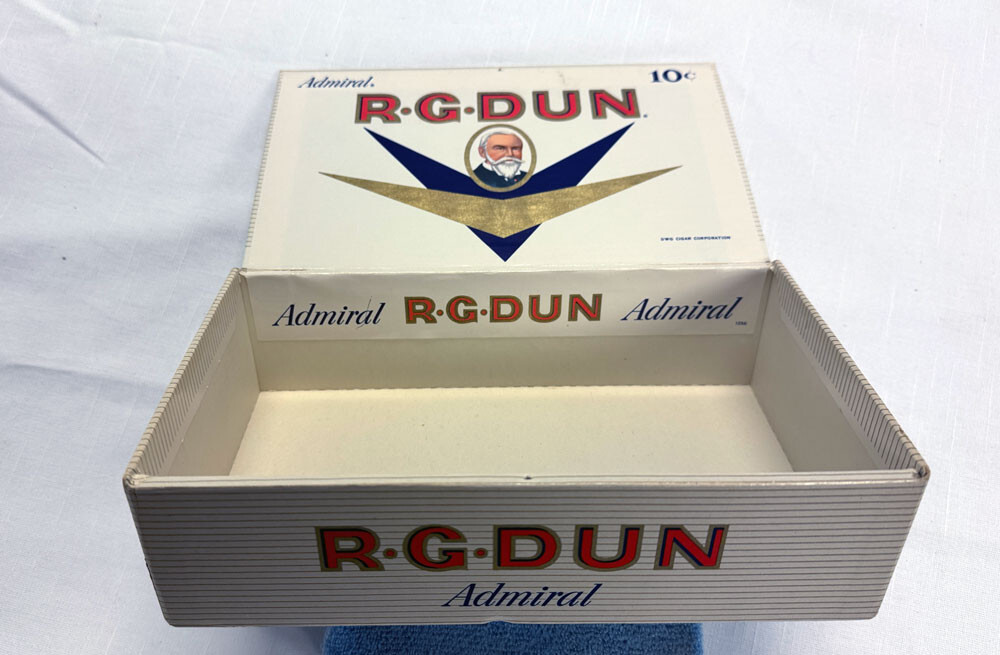 Admiral.
10¢
R·G·DUN.
DWG CIGAR CORPORATION
Admiral R·G·DUN Admiral
R·G·DUN
Admiral